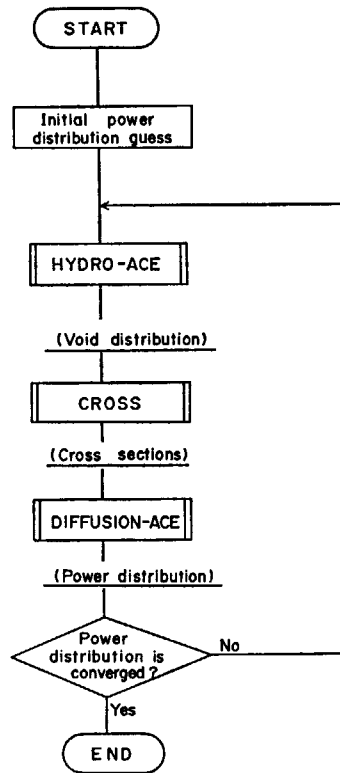 START
Initial power
distribution guess
HYDRO-ACE
(Void distribution)
CROSS
(Cross sections)
DIFFUSION-ACE
(Power distribution)
Power
distribution is
converged?
No
Yes
END